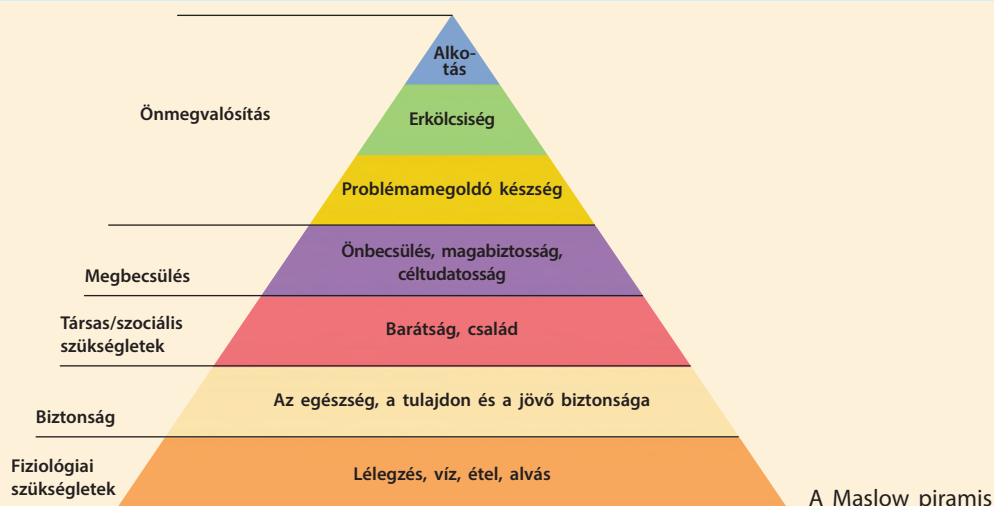 Alko-
tás
Önmegvalósítás
Erkölcsiség
Problémamegoldó készség
Önbecsülés, magabiztosság,
céltudatosság
Megbecsülés
Társas/szociális
szükségletek
Barátság, család
Az egészség, a tulajdon és a jövő biztonsága
Biztonság
Fiziológiai
szükségletek
Lélegzés, víz, étel, alvás
A Maslow piramis